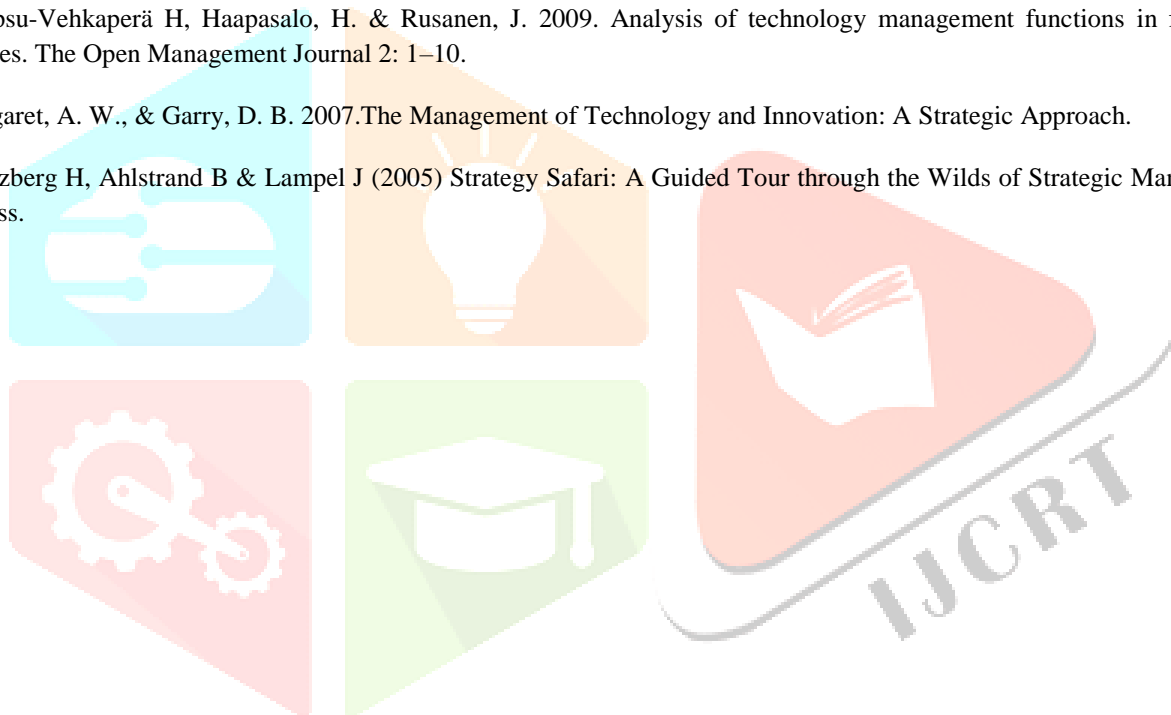 psu-Vehkaperä H, Haapasalo, H. & Rusanen, J. 2009. Analysis of technology management functions in
es. The Open Management Journal 2: 1–10.
garet, A. W., & Garry, D. B. 2007.The Management of Technology and Innovation: A Strategic Approach.
zberg H, Ahlstrand B & Lampel J (2005) Strategy Safari: A Guided Tour through the Wilds of Strategic Man
ss.
IJCRT